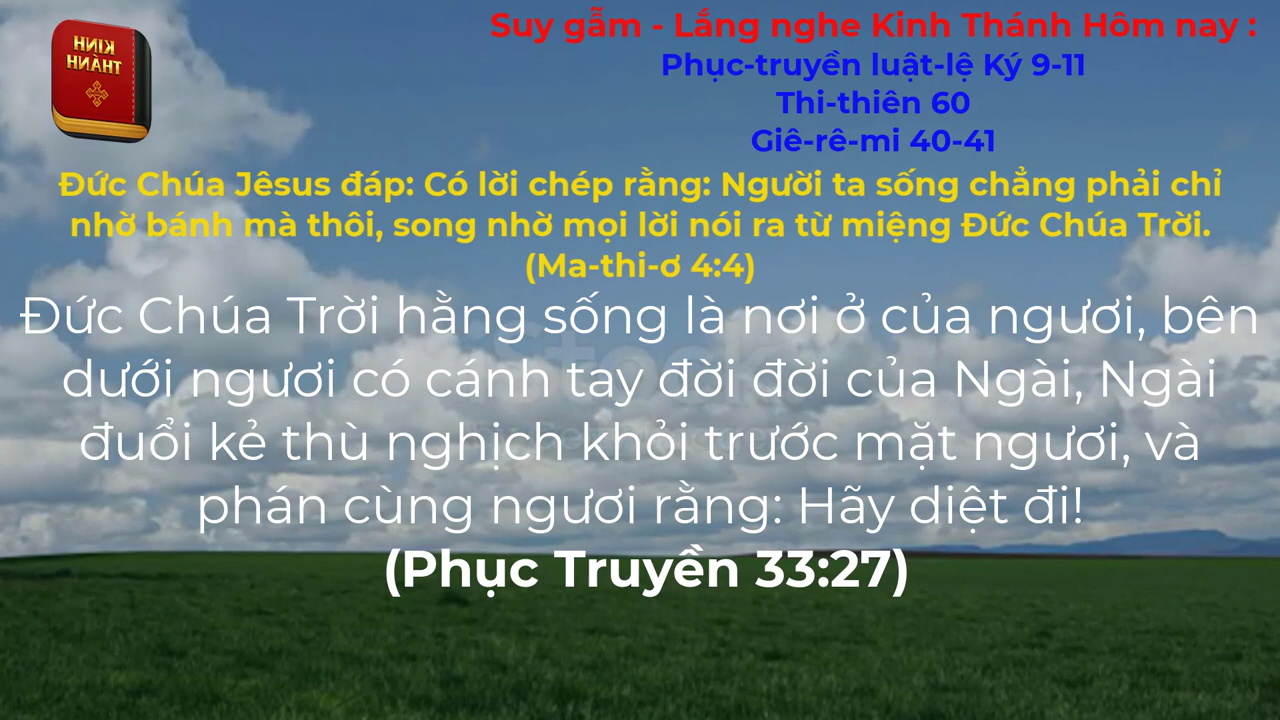 KINH
THÁNH
Suy gẫm - Lắng nghe Kinh Thánh Hôm nay :
Phục-truyền luật-lệ Ký 9-11
Thi-thiên 60
Giê-rê-mi 40-41
Đức Chúa Jêsus đáp: Có lời chép rằng: Người ta sống chẳng phải chỉ
nhờ bánh mà thôi, song nhờ mọi lời nói ra từ miệng Đức Chúa Trời.
(Ma-thi-ơ 4:4)
Đức Chúa Trời hằng sống là nơi ở của ngươi, bên
dưới ngươi có cánh tay đời đời của Ngài, Ngài
đuổi kẻ thù nghịch khỏi trước mặt ngươi, và
phán cùng ngươi rằng: Hãy diệt đi!
(Phục Truyền 33:27)